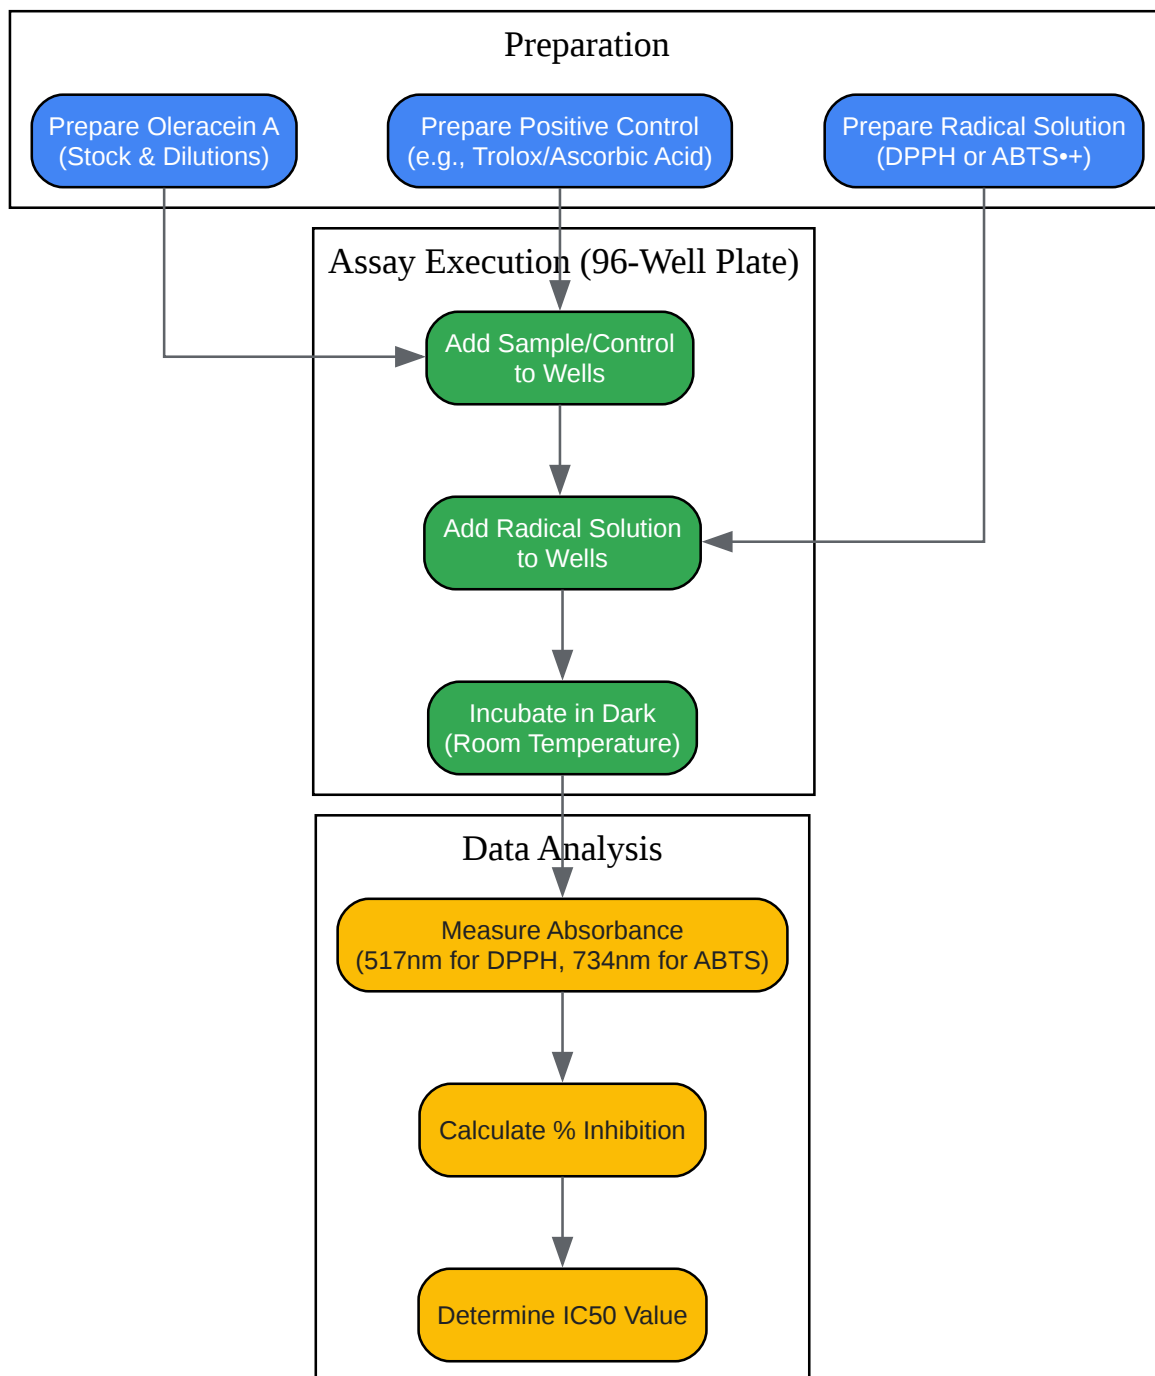 Preparation
Prepare Oleracein A
(Stock & Dilutions)
Prepare Positive Control
(e.g., Trolox/Ascorbic Acid)
Prepare Radical Solution
(DPPH or ABTS•+)
Assay Execution (96-Well Plate)
Add Sample/Control
to Wells
Add Radical Solution
to Wells
Incubate in Dark
(Room Temperature)
Data Analysis
Measure Absorbance
(517nm for DPPH, 734nm for ABTS)
Calculate % Inhibition
Determine IC50 Value